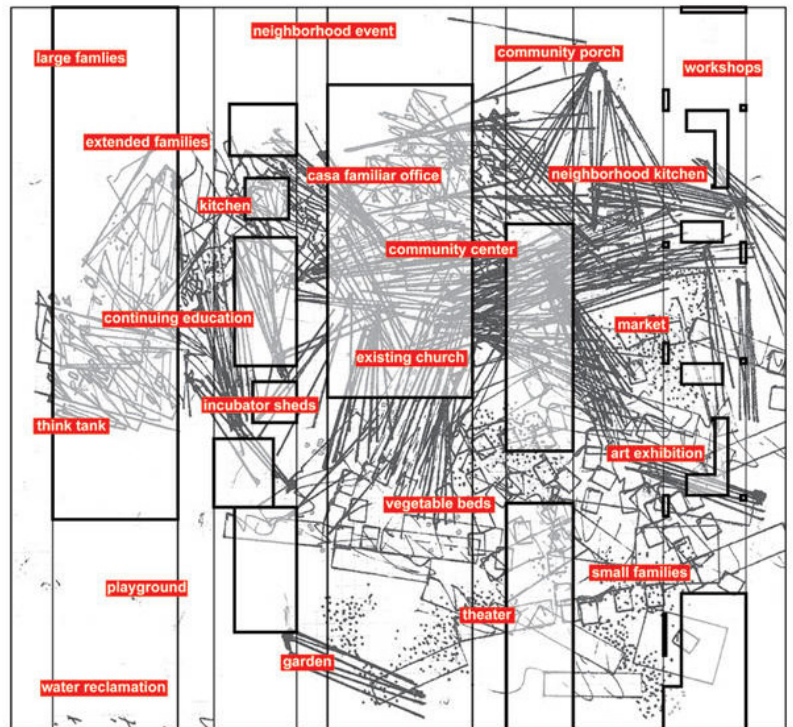 neighborhood event
community porch
large famlies
workshops
extended families
casa familiar office
neighborhood kitchen
kitchen
community center
continuing education
market
existing church
incubator sheds
think tank
art exhibition
vegetable beds
small families
playground
theater
garden
water reclamation